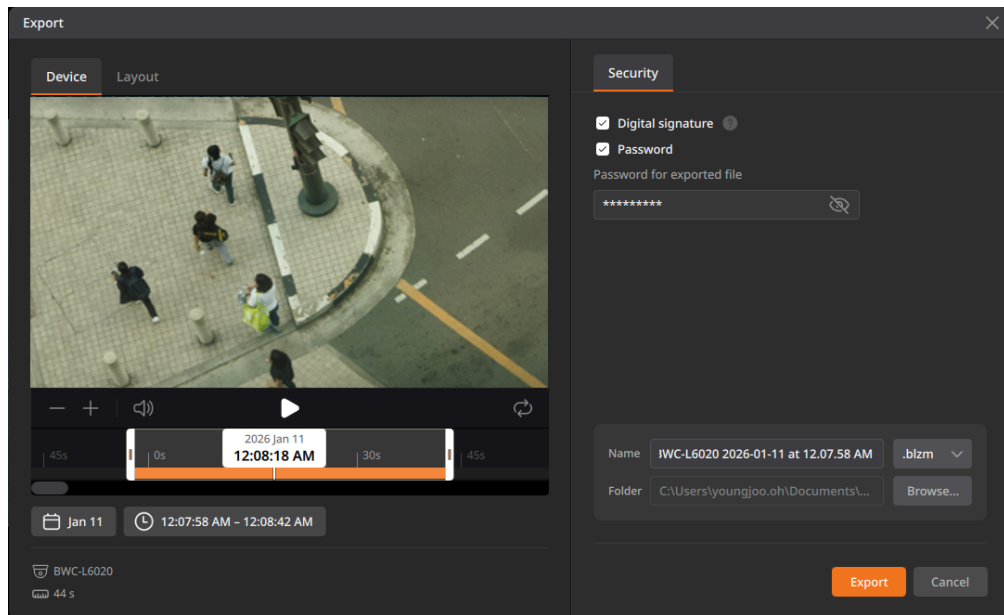 Export
Device Layout
Security
Digital signature ?
Password
Password for exported file
*********
2026 Jan 11
12:08:18 AM
45s 0s 30s 45s
Jan 11 12:07:58 AM – 12:08:42 AM
Name WC-L6020 2026-01-11 at 12.07.58 AM .blzm
Folder C:\Users\youngjoo.oh\Documents\... Browse...
BWC-L6020
44 s
Export Cancel